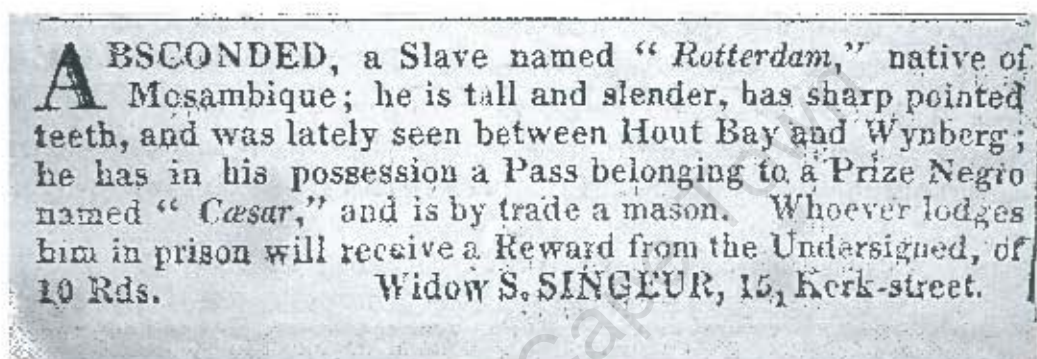 ABSCONDED, a Slave named “ Rotterdam,” native of
Mosambique; he is tall and slender, has sharp pointed
teeth, and was lately seen between Hout Bay and Wynberg;
he has in his possession a Pass belonging to a Prize Negro
named “ Cæsar,” and is by trade a mason. Whoever lodges
him in prison will receive a Reward from the Undersigned, of
10 Rds. Widow S. SINGEUR, 15, Kerk-street.
Cap Town